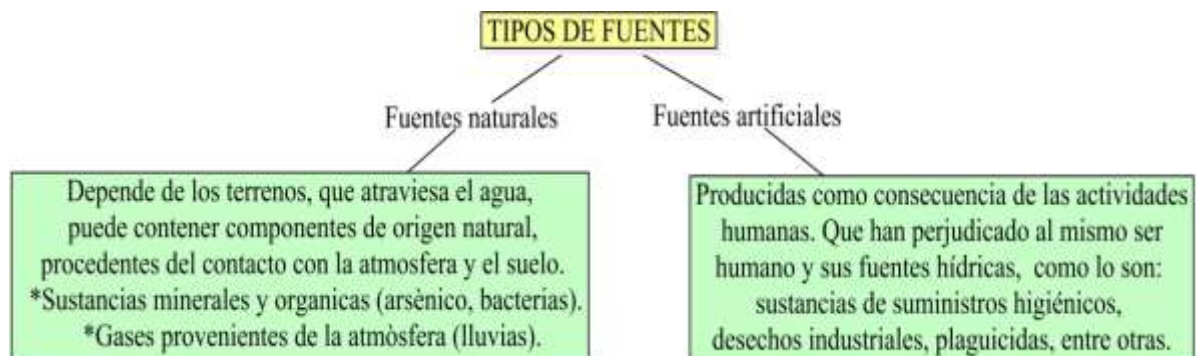 TIPOS DE FUENTES
Fuentes naturales
Fuentes artificiales
Depende de los terrenos, que atraviesa el agua,
puede contener componentes de origen natural,
procedentes del contacto con la atmosfera y el suelo.
*Sustancias minerales y organicas (arsènico, bacterias).
*Gases provenientes de la atmòsfera (lluvias).
Producidas como consecuencia de las actividades
humanas. Que han perjudicado al mismo ser
humano y sus fuentes hídricas, como lo son:
sustancias de suministros higiénicos,
desechos industriales, plaguicidas, entre otras.